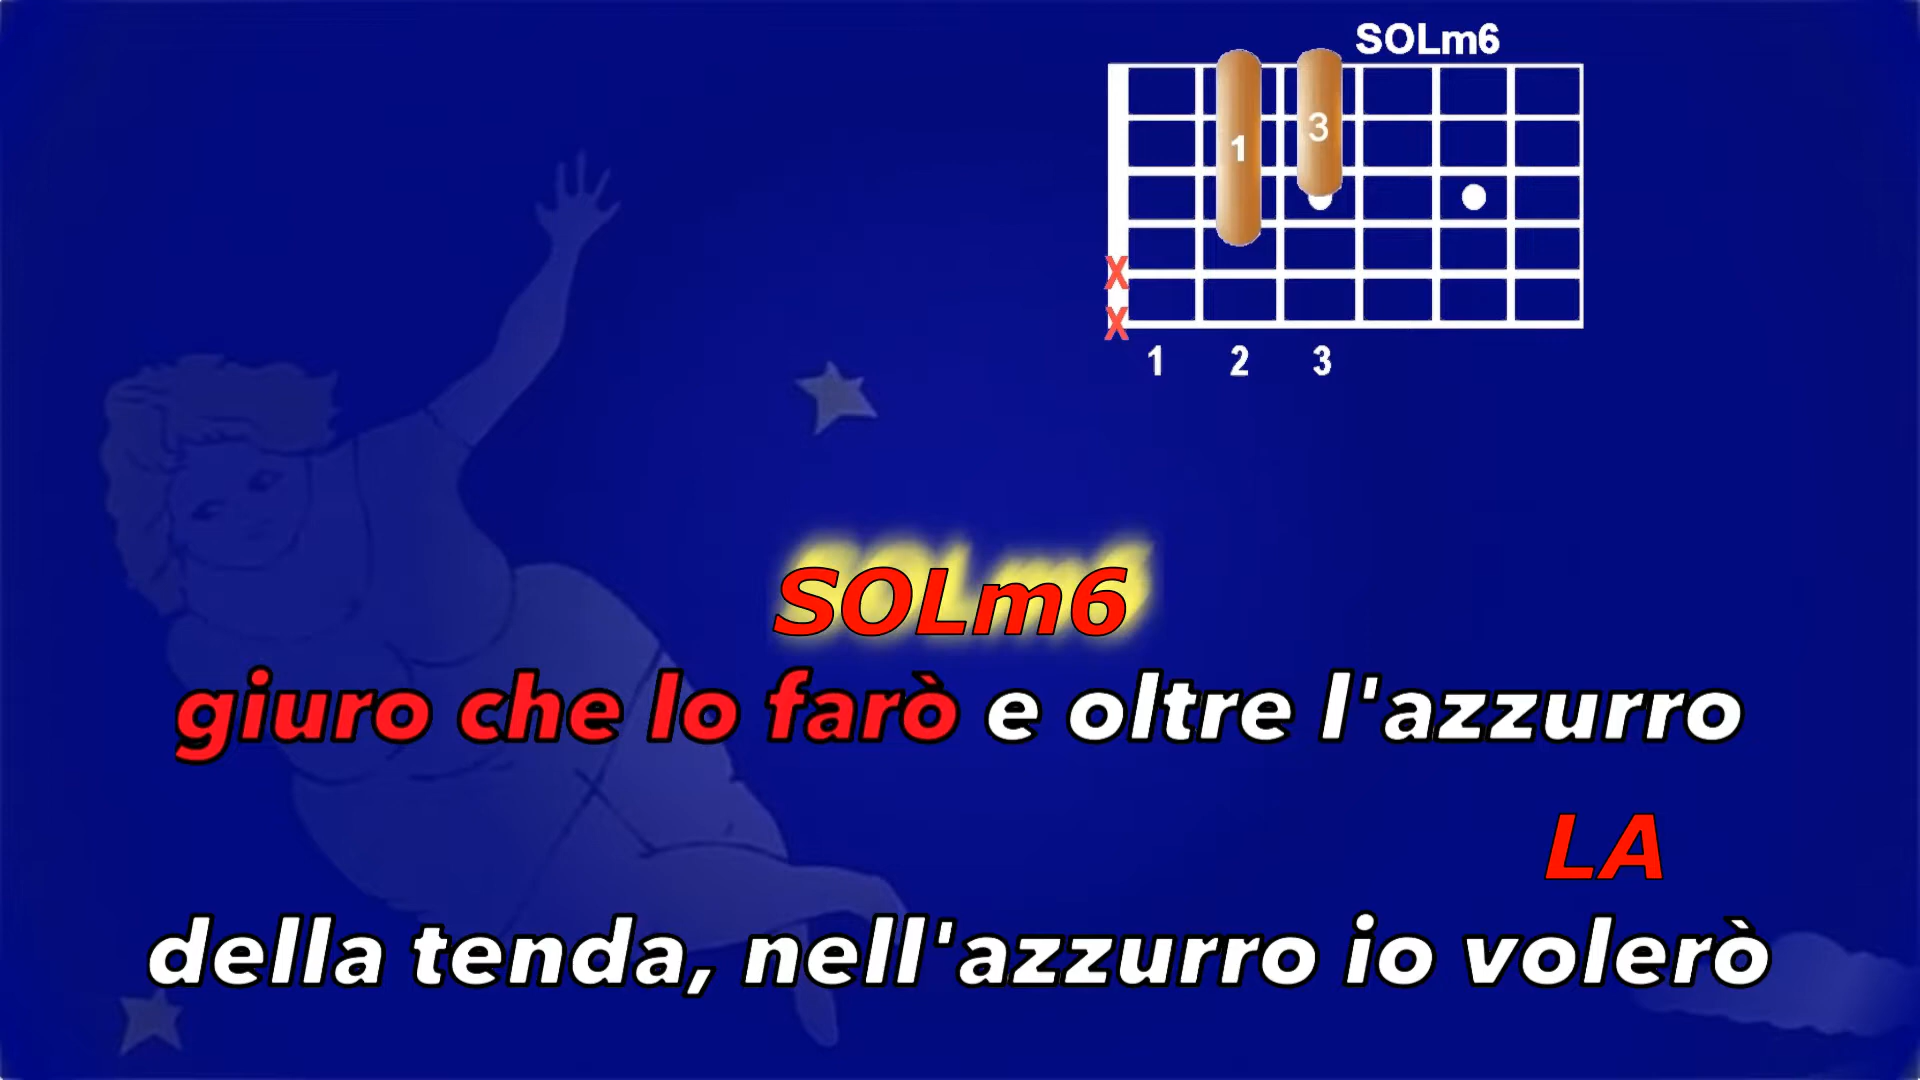 SOLm6
1 3
X
X
1 2 3
SOLm6
giuro che lo farò e oltre l'azzurro
LA
della tenda, nell'azzurro io volerò